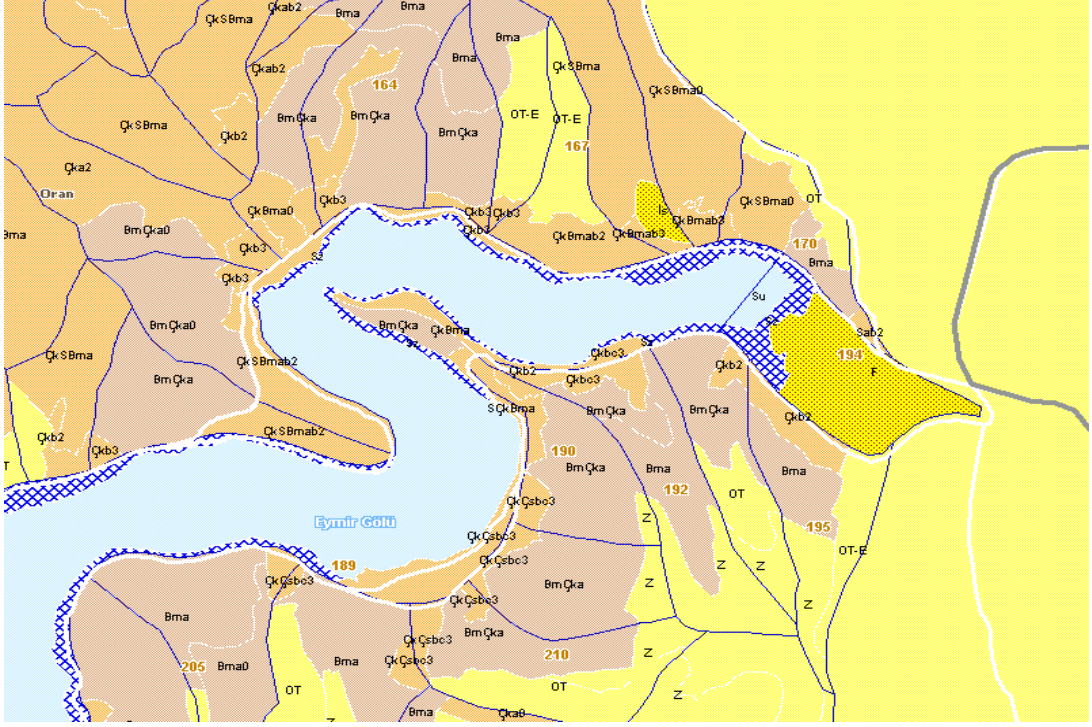 Çkab2
ÇkSBma
Bma
Bma
Bma
Bma
Çkab2
ÇkSBma
164
ÇkSBma0
BmÇka
BmÇka
OT-E
OT-E
ÇkSBma
BmÇka
Çkb2
167
Çka2
Oran
Çkb3
OT
ÇkSBma0
ÇkBma0
Çkb3
Çkb3
Is
ÇkBmab3
Bma
BmÇka0
Çkb3
ÇkBmab2
ÇkBmab3
170
Çkb3
Sz
Bma
Çkb3
Su
BmÇka0
BmÇka
ÇkBma
Sab2
Sz
Sz
ÇkSBma
ÇkSBmab2
Çkbc3
194
Çkb2
Çkb2
F
BmÇka
Çkbc3
SÇkBma
BmÇka
BmÇka
Çkb2
ÇkSBmab2
Çkb2
Çkb3
190
T
BmÇka
Bma
Bma
192
OT
ÇkÇsbc3
Eymir Gölü
Z
195
ÇkÇsbc3
OT-E
189
ÇkÇsbc3
Z
Z
ÇkÇsbc3
BmÇka
Z
ÇkÇsbc3
Z
Bma
BmÇka
ÇkÇsbc3
Z
210
Bma
ÇkÇsbc3
205
Bma0
OT
OT
Z
Bma
Çka0
Bma
Z